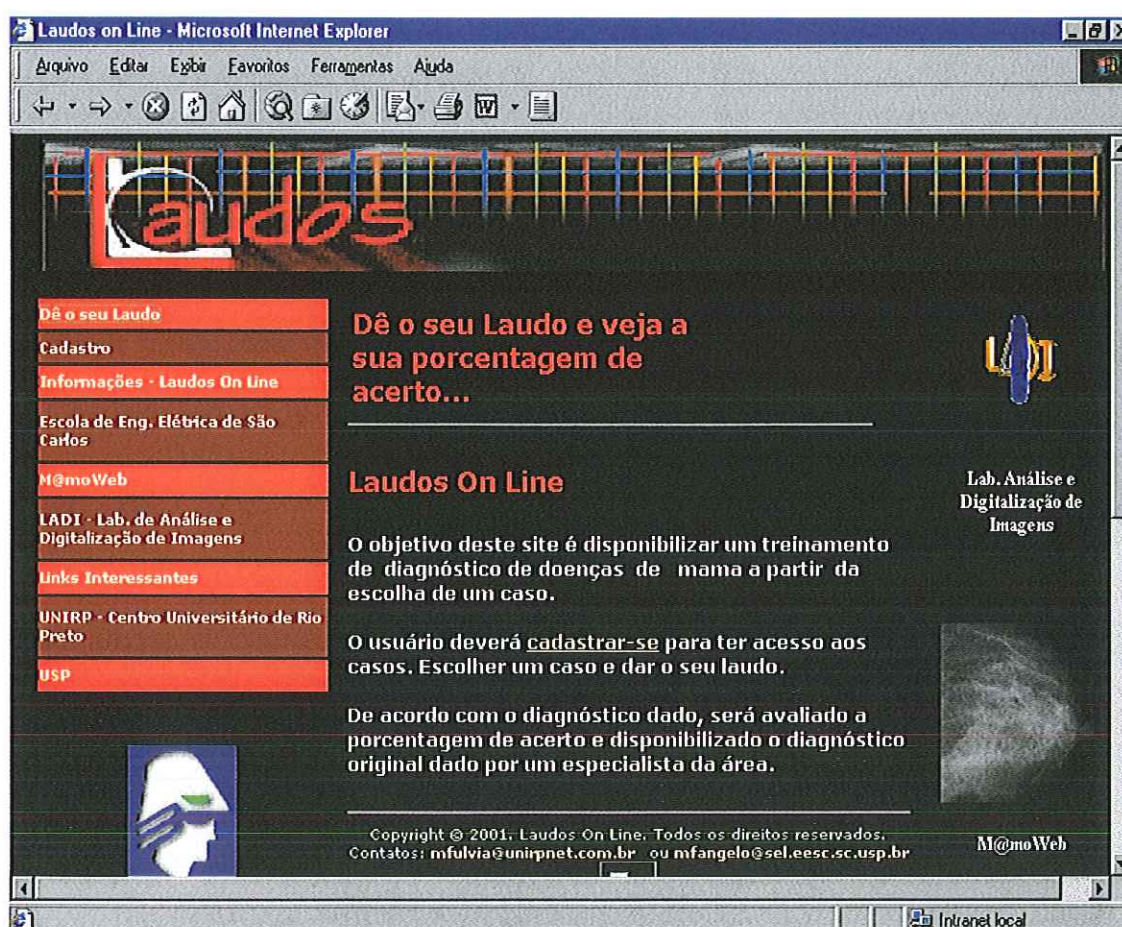 Laudos on Line - Microsoft Internet Explorer
Arquivo Editar Exibir Favoritos Ferramentas Ajuda
Laudos
Dê o seu Laudo
Cadastro
Informações - Laudos On Line
Escola de Eng. Elétrica de São
Carlos
M@moWeb
LADI - Lab. de Análise e
Digitalização de Imagens
Links Interessantes
UNIRP - Centro Universitário de Rio
Preto
USP
Dê o seu Laudo e veja a
sua porcentagem de
acerto...
Laudos On Line
O objetivo deste site é disponibilizar um treinamento
de diagnóstico de doenças de mama a partir da
escolha de um caso.
O usuário deverá cadastrar-se para ter acesso aos
casos. Escolher um caso e dar o seu laudo.
De acordo com o diagnóstico dado, será avaliado a
porcentagem de acerto e disponibilizado o diagnóstico
original dado por um especialista da área.
Copyright © 2001. Laudos On Line. Todos os direitos reservados.
Contatos: mfulvia@unirpnet.com.br ou mfangelo@sel.eesc.sc.usp.br
LADI
Lab. Análise e
Digitalização de
Imagens
M@moWeb
Intranet local